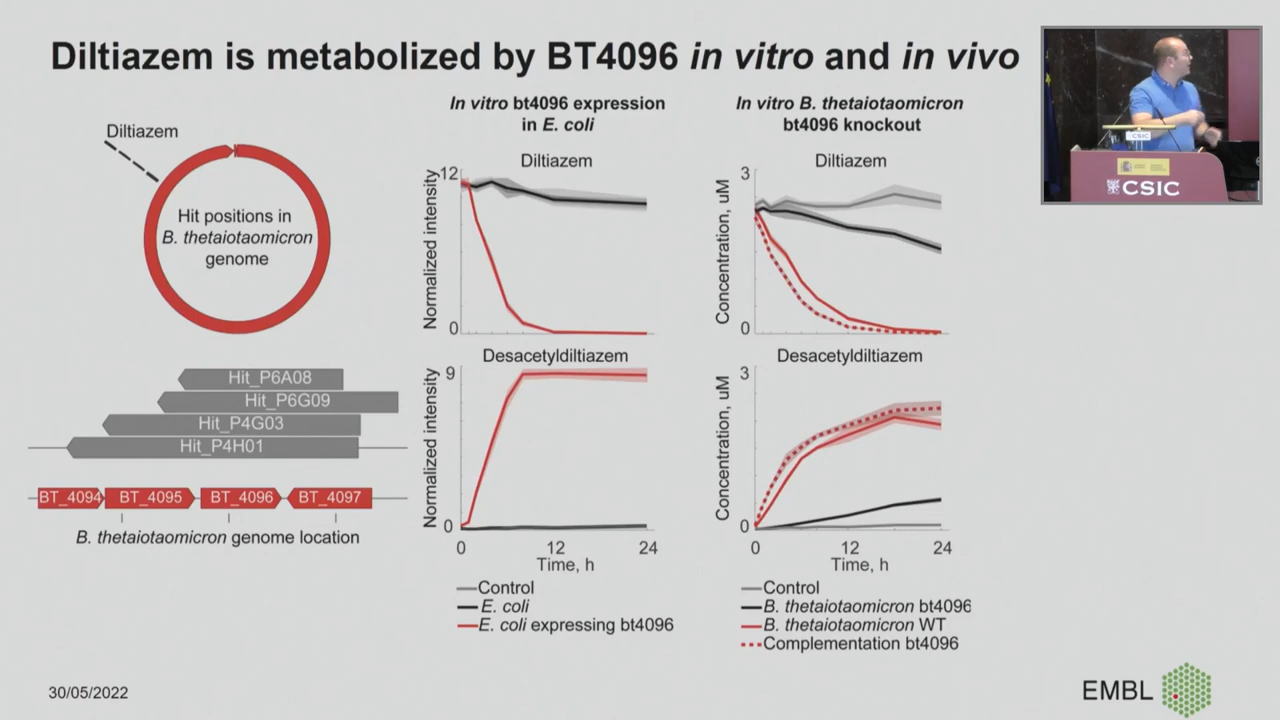 Diltiazem is metabolized by BT4096 in vitro and in vivo
Diltiazem
Hit positions in
B. thetaiotaomicron
genome
Hit_P6A08
Hit_P6G09
Hit_P4G03
Hit_P4H01
BT_4094 BT_4095 BT_4096 BT_4097
B. thetaiotaomicron genome location
In vitro bt4096 expression
in E. coli
Diltiazem
12
Normalized intensity
0
Desacetyldiltiazem
9
Normalized intensity
0
0 12 24
Time, h
Control
E. coli
E. coli expressing bt4096
In vitro B. thetaiotaomicron
bt4096 knockout
Diltiazem
3
Concentration, uM
0
Desacetyldiltiazem
3
Concentration, uM
0
0 12 24
Time, h
Control
B. thetaiotaomicron bt4096
B. thetaiotaomicron WT
Complementation bt4096
CSIC
CSIC
30/05/2022
EMBL